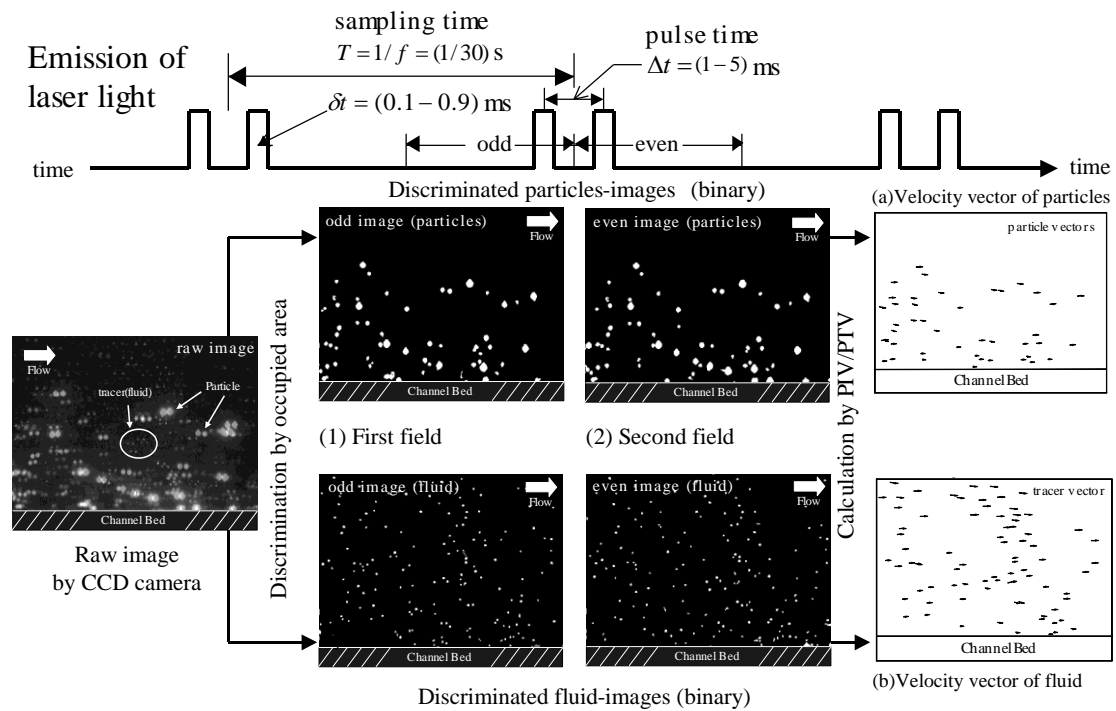 sampling time
T = 1/ f = (1/30) s
pulse time
Δt = (1−5) ms
Emission of
laser light
δt = (0.1−0.9) ms
odd
even
time
time
Discriminated particles-images (binary)
(a)Velocity vector of particles
odd image (particles)
Flow
even image (particles)
Flow
particle vectors
Channel Bed
Discrimination by occupied area
Calculation by PIV/PTV
raw image
Flow
tracer(fluid)
Particle
Channel Bed
Raw image
by CCD camera
Channel Bed
Channel Bed
(1) First field
(2) Second field
odd image (fluid)
Flow
even image (fluid)
Flow
tracer vector
Channel Bed
Channel Bed
Channel Bed
(b)Velocity vector of fluid
Discriminated fluid-images (binary)